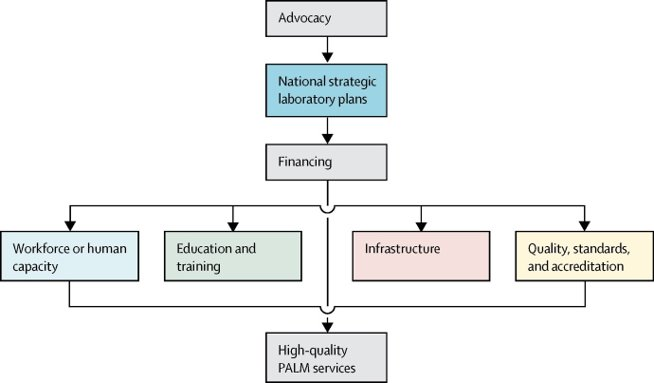 Advocacy
National strategic
laboratory plans
Financing
Workforce or human
capacity
Education and
training
Infrastructure
Quality, standards,
and accreditation
High-quality
PALM services